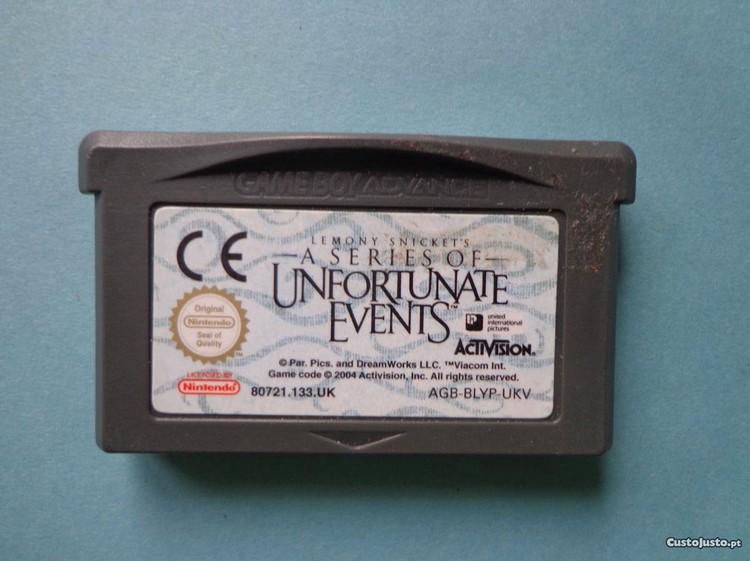 GAME BOY ADVANCE
CE
LEMONY SNICKET'S
A SERIES OF
UNFORTUNATE
EVENTS™
united
international
pictures
ACTIVISION.
Original
Nintendo
Seal of
Quality
TM
© Par. Pics. and DreamWorks LLC. ™Viacom Int.
Game code © 2004 Activision, Inc. All rights reserved.
LICENSED BY
Nintendo
80721.133.UK
AGB-BLYP-UKV
CustoJusto.pt